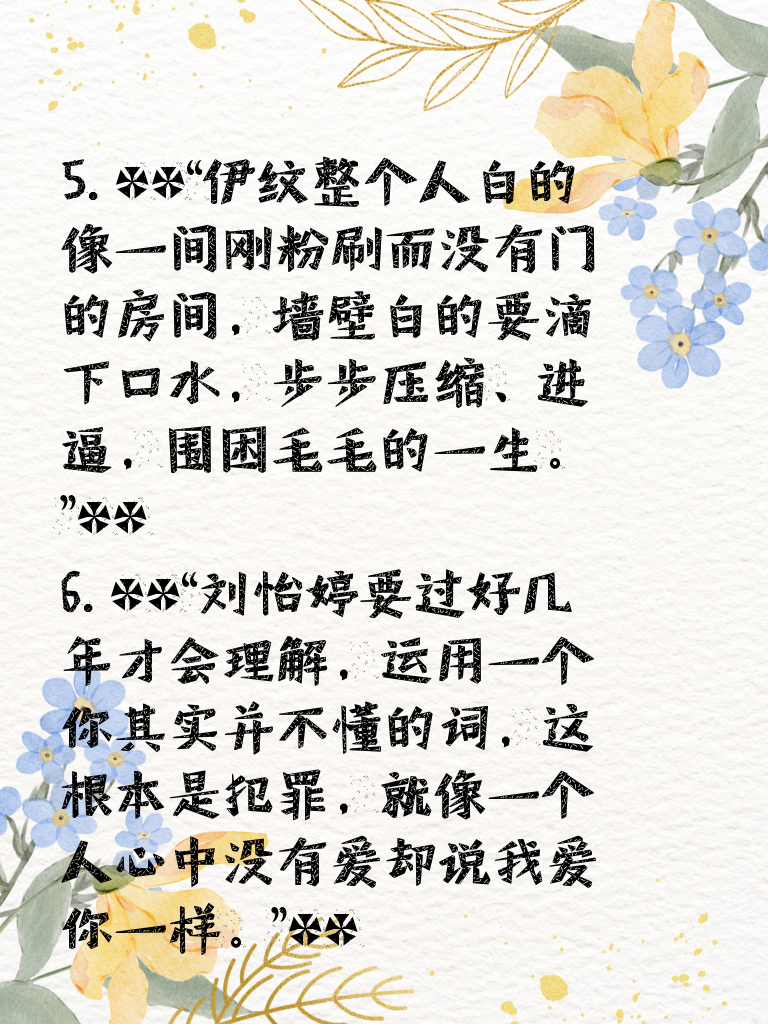 5. **“伊纹整个人白的
像一间刚粉刷而没有门
的房间，墙壁白的要滴
下口水，步步压缩、进
逼，围困毛毛的一生。
”**
6. **“刘怡婷要过好几
年才会理解，运用一个
你其实并不懂的词，这
根本是犯罪，就像一个
人心中没有爱却说我爱
你一样。”**